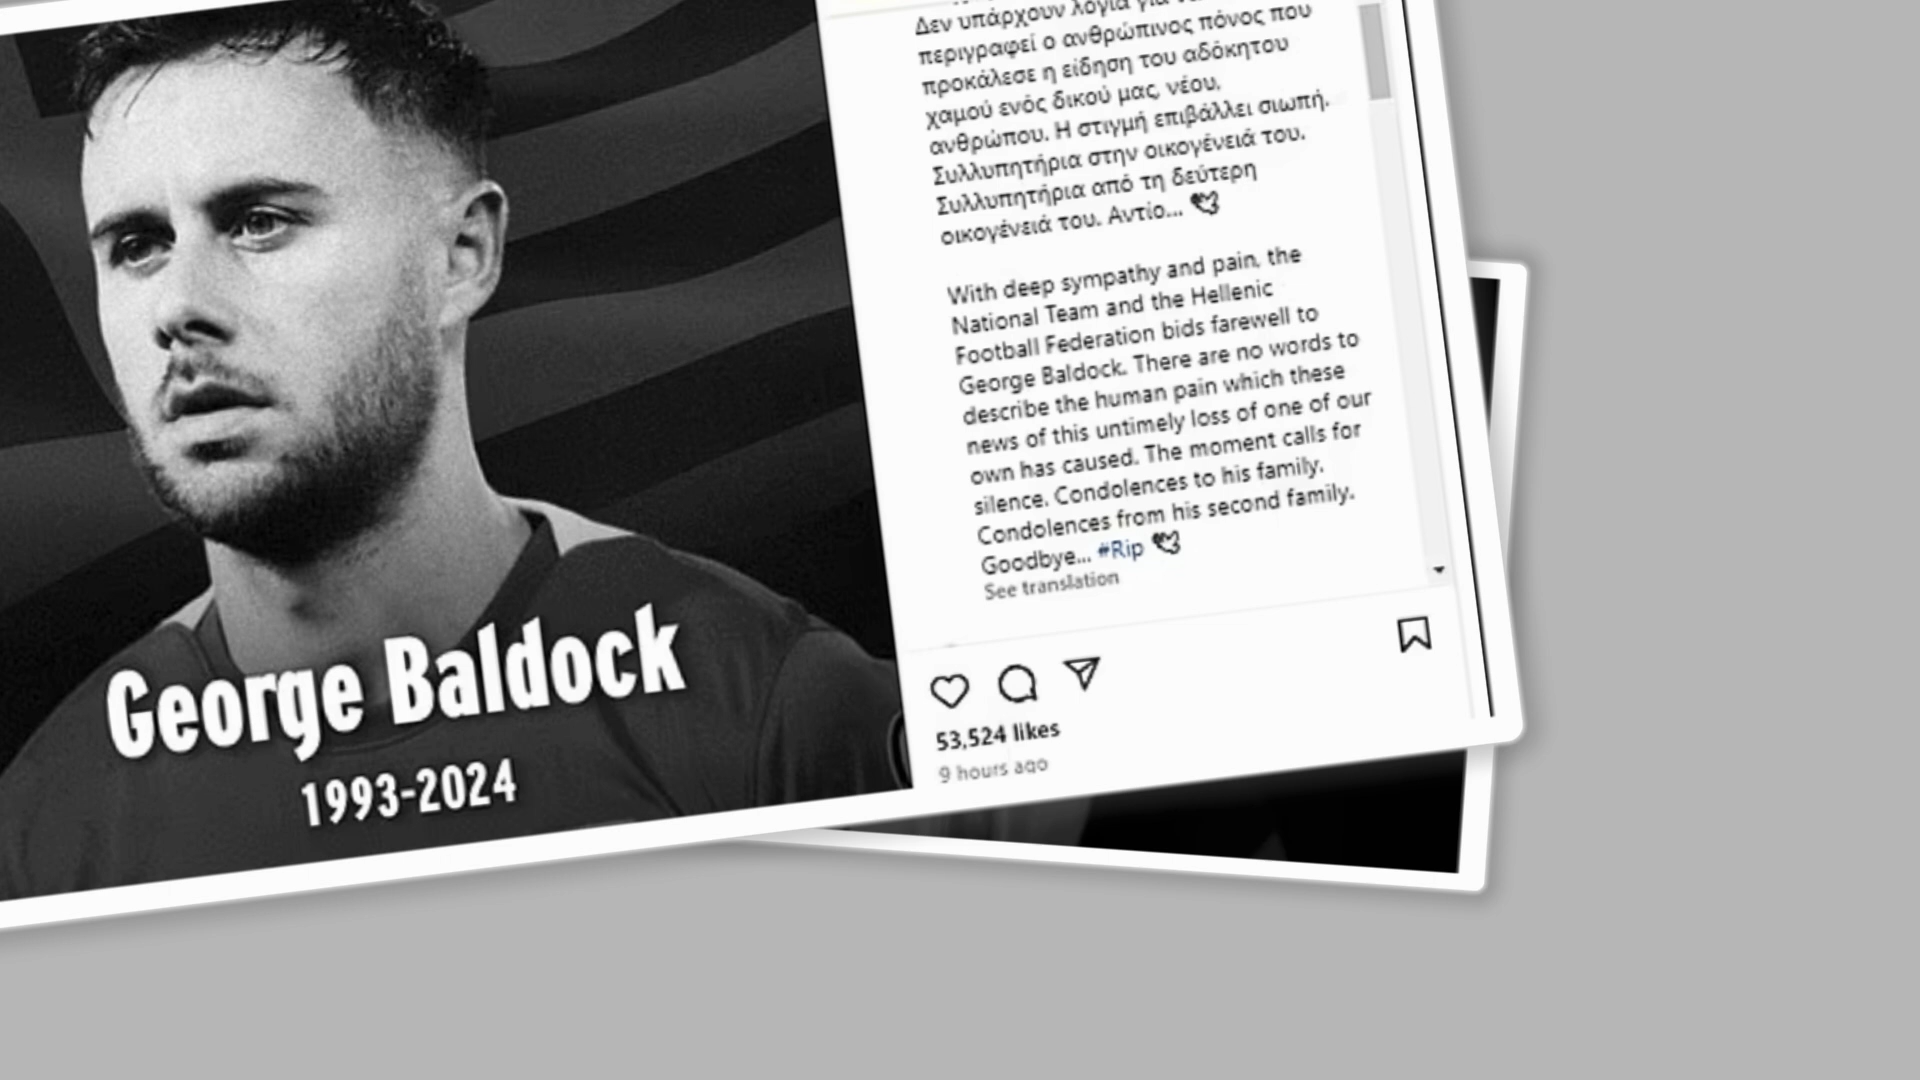 George Baldock
1993-2024
Δεν υπάρχουν λόγια για
περιγραφεί ο ανθρώπινος πόνος που
προκάλεσε η είδηση του αδόκητου
χαμού ενός δικού μας, νέου,
ανθρώπου. Η στιγμή επιβάλλει σιωπή.
Συλλυπητήρια στην οικογένειά του.
Συλλυπητήρια από τη δεύτερη
οικογένειά του. Αντίο... 🕊
With deep sympathy and pain, the
National Team and the Hellenic
Football Federation bids farewell to
George Baldock. There are no words to
describe the human pain which these
news of this untimely loss of one of our
own has caused. The moment calls for
silence. Condolences to his family.
Condolences from his second family.
Goodbye... #Rip 🕊
See translation
53,524 likes
9 hours ago